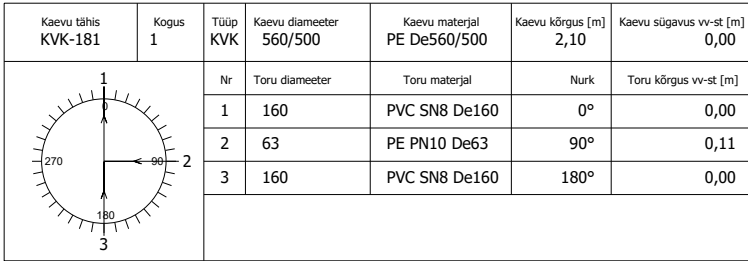 Kaevu tähis Kogus Tüüp Kaevu diameeter Kaevu materjal Kaevu kõrgus [m] Kaevu sügavus vv-st [m]
KVK-181 1 KVK 560/500 PE De560/500 2,10 0,00
Nr Toru diameeter Toru materjal Nurk Toru kõrgus vv-st [m]
1 160 PVC SN8 De160 0° 0,00
2 63 PE PN10 De63 90° 0,11
3 160 PVC SN8 De160 180° 0,00
1
0
270 90 2
180
3